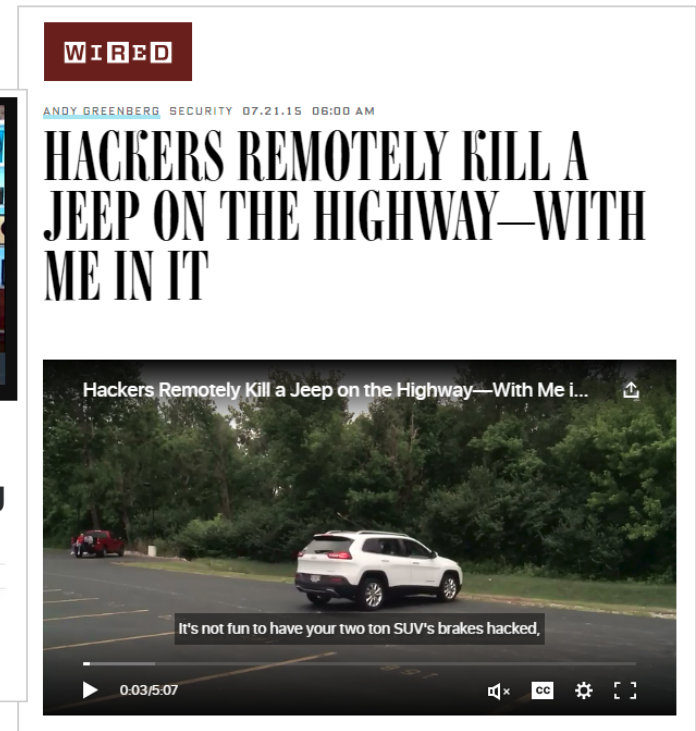 WIRED
ANDY GREENBERG SECURITY 07.21.15 06:00 AM
HACKERS REMOTELY KILL A
JEEP ON THE HIGHWAY—WITH
ME IN IT
Hackers Remotely Kill a Jeep on the Highway—With Me i...
It's not fun to have your two ton SUV's brakes hacked,
0:03/5:07
CC